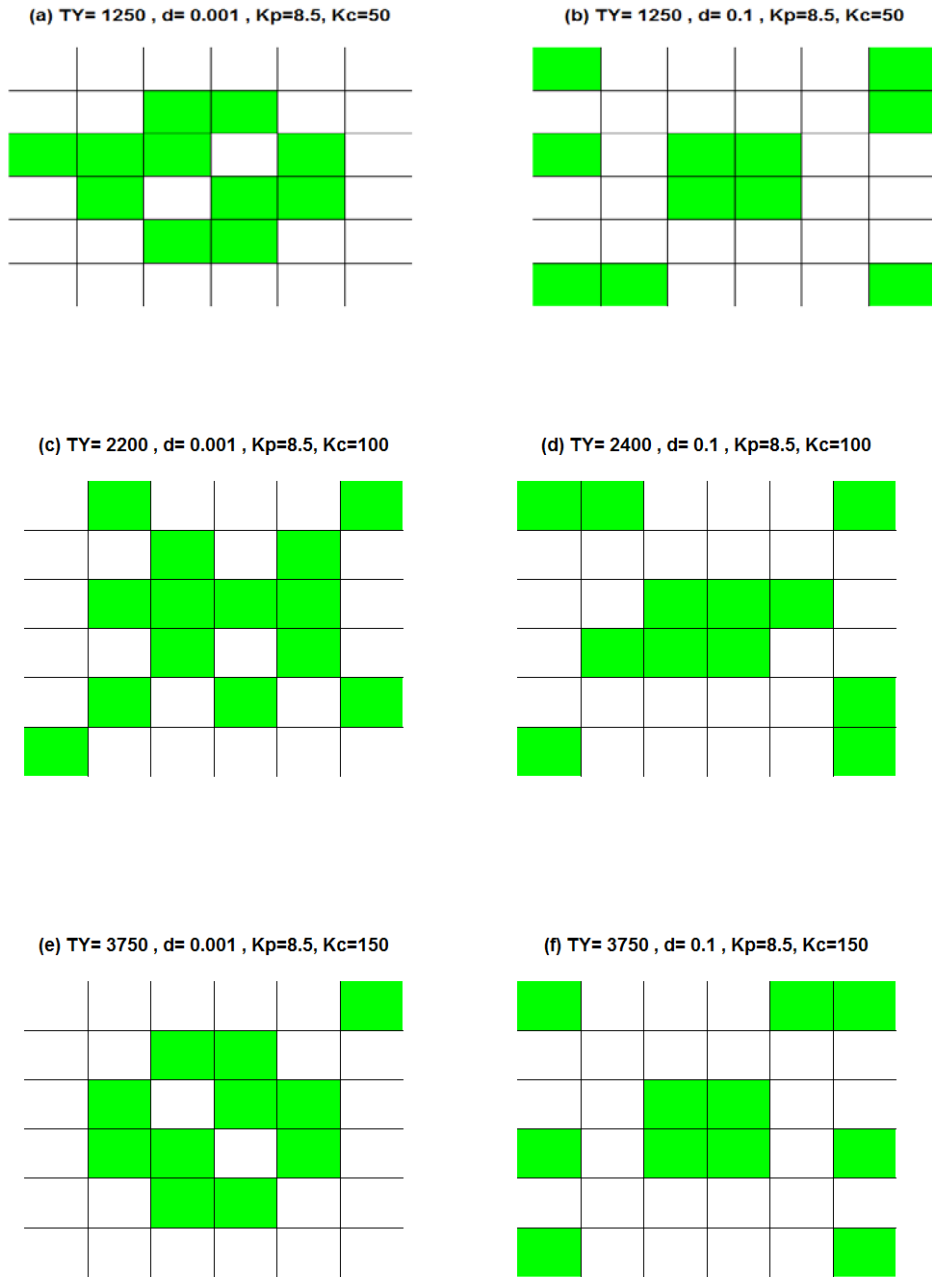 (a) TY= 1250 , d= 0.001 , Kp=8.5, Kc=50
(b) TY= 1250 , d= 0.1 , Kp=8.5, Kc=50
(c) TY= 2200 , d= 0.001 , Kp=8.5, Kc=100
(d) TY= 2400 , d= 0.1 , Kp=8.5, Kc=100
(e) TY= 3750 , d= 0.001 , Kp=8.5, Kc=150
(f) TY= 3750 , d= 0.1 , Kp=8.5, Kc=150